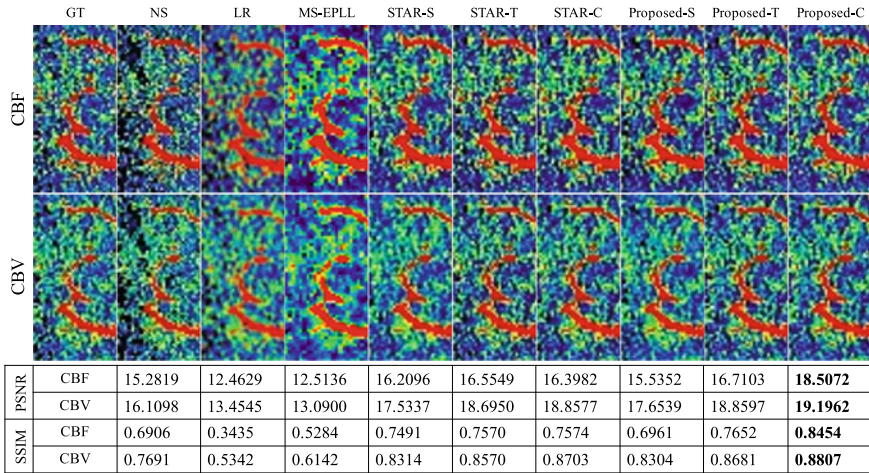 GT NS LR MS-EPLL STAR-S STAR-T STAR-C Proposed-S Proposed-T Proposed-C
CBF
CBV
PSNR CBF 15.2819 12.4629 12.5136 16.2096 16.5549 16.3982 15.5352 16.7103 18.5072
CBV 16.1098 13.4545 13.0900 17.5337 18.6950 18.8577 17.6539 18.8597 19.1962
SSIM CBF 0.6906 0.3435 0.5284 0.7491 0.7570 0.7574 0.6961 0.7652 0.8454
CBV 0.7691 0.5342 0.6142 0.8314 0.8570 0.8703 0.8304 0.8681 0.8807